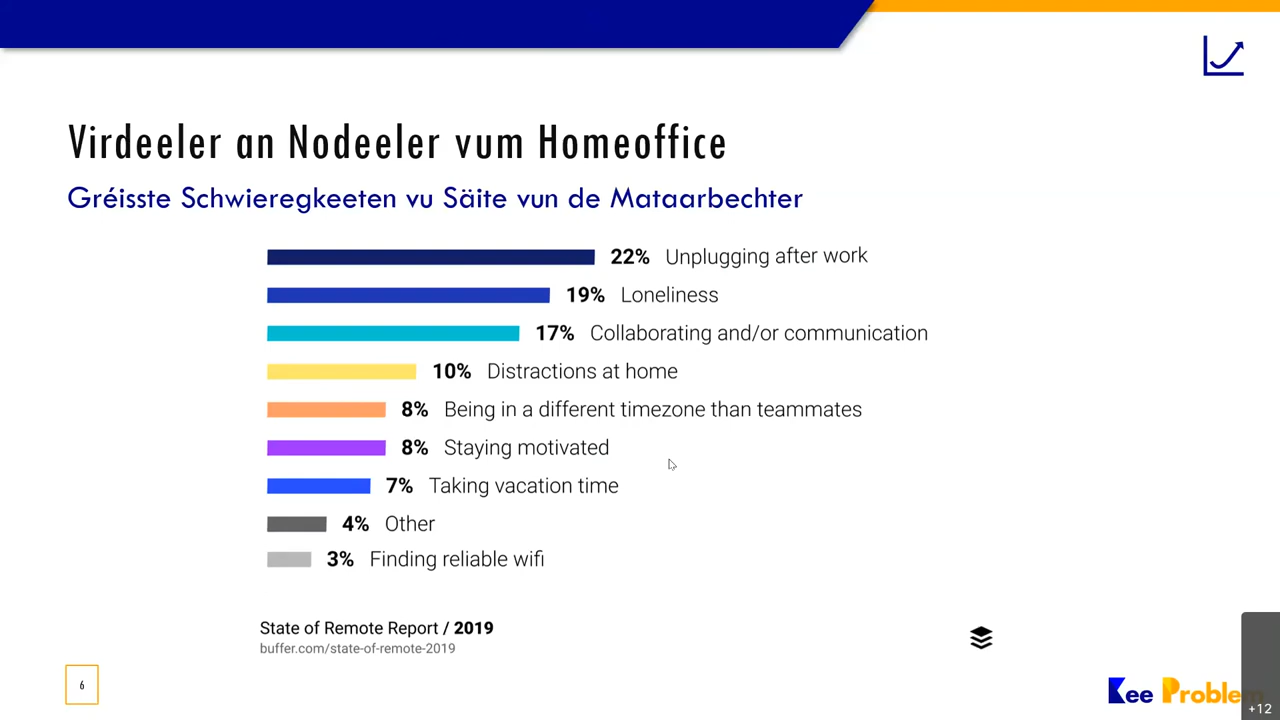 Virdeeler an Nodeeler vum Homeoffice
Gréisste Schwieregkeeten vu Säite vun de Mataarbechter
22% Unplugging after work
19% Loneliness
17% Collaborating and/or communication
10% Distractions at home
8% Being in a different timezone than teammates
8% Staying motivated
7% Taking vacation time
4% Other
3% Finding reliable wifi
State of Remote Report / 2019
buffer.com/state-of-remote-2019
6
Kee Problem
+12